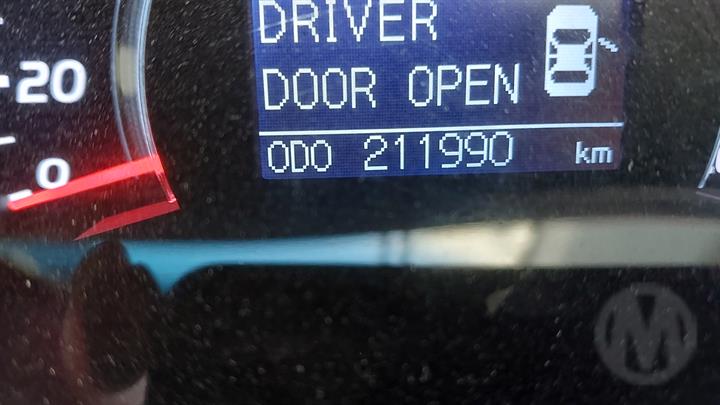 DRIVER
DOOR OPEN
20
ODO 211990 km
0
M